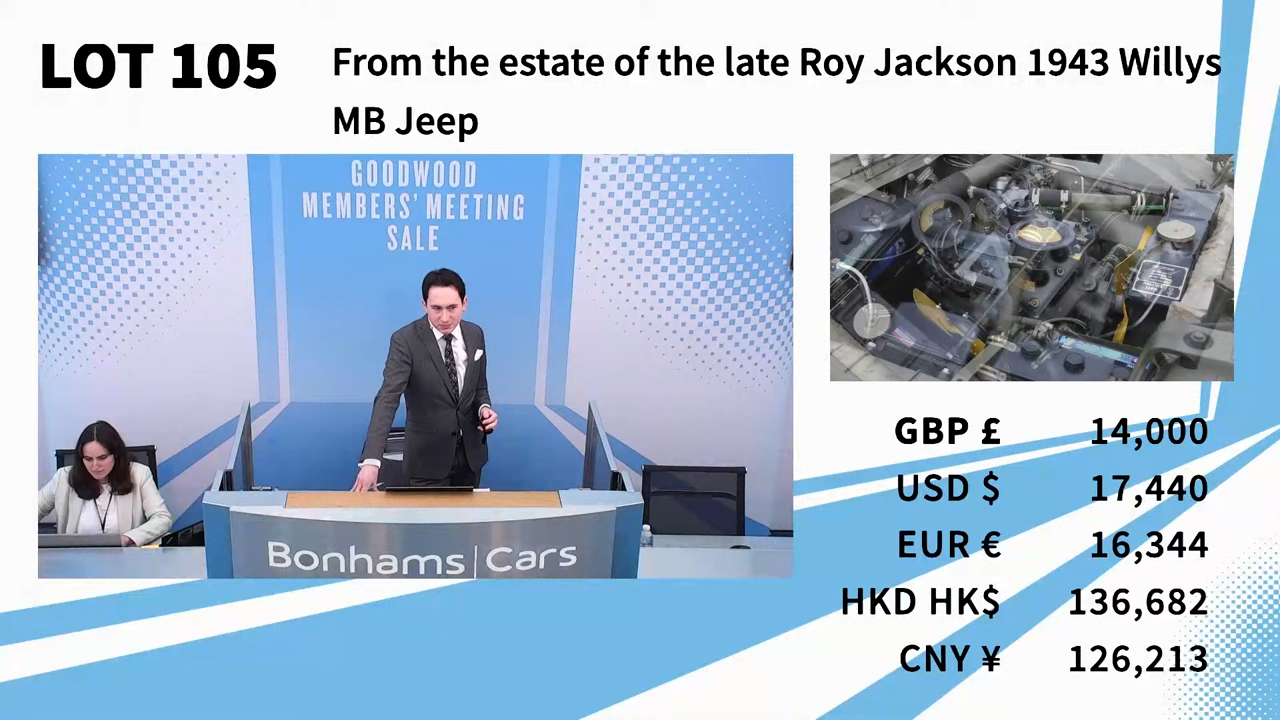 LOT 105
From the estate of the late Roy Jackson 1943 Willys
MB Jeep
GOODWOOD
MEMBERS' MEETING
SALE
Bonhams|Cars
GBP £ 14,000
USD $ 17,440
EUR € 16,344
HKD HK$ 136,682
CNY ¥ 126,213